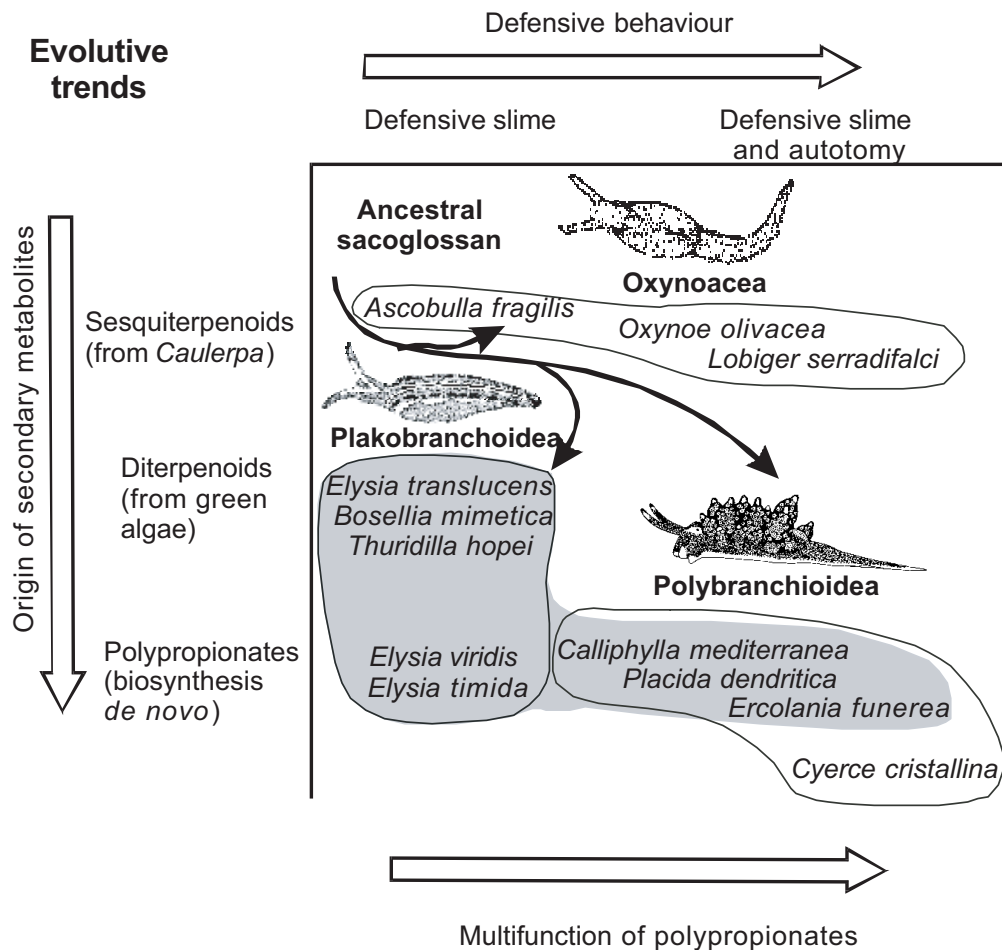 Evolutive
trends
Defensive behaviour
Defensive slime
Defensive slime
and autotomy
Origin of secondary metabolites
Ancestral
sacoglossan
Oxynoacea
Sesquiterpenoids
(from Caulerpa)
Ascobulla fragilis
Oxynoe olivacea
Lobiger serradifalci
Plakobranchoidea
Diterpenoids
(from green
algae)
Elysia translucens
Bosellia mimetica
Thuridilla hopei
Polybranchioidea
Polypropionates
(biosynthesis
de novo)
Elysia viridis
Elysia timida
Calliphylla mediterranea
Placida dendritica
Ercolania funerea
Cyerce cristallina
Multifunction of polypropionates